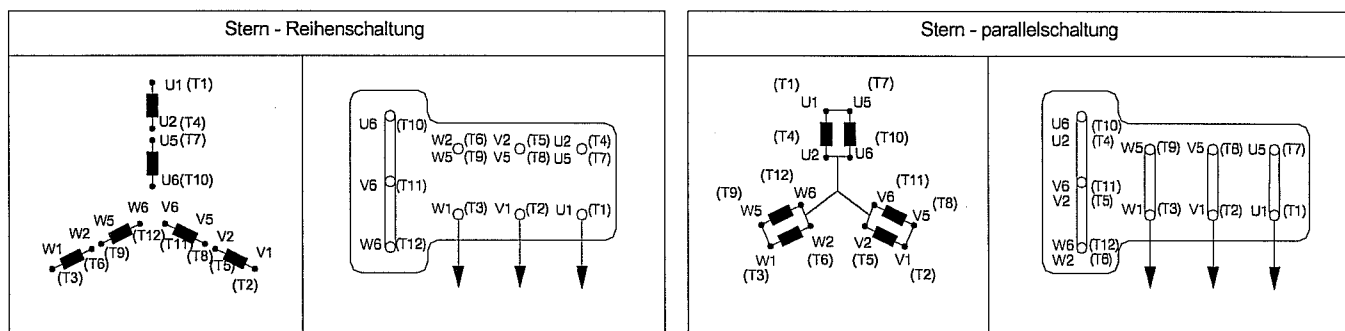 Stern - Reihenschaltung
U1 (T1)
U2 (T4)
U5 (T7)
U6(T10)
W6 V6
W5 V5
W2 V2
W1 V1
(T12) (T11)
(T9) (T8)
(T6) (T5)
(T3) (T2)
U6 (T10)
W2 (T6) V2 (T5) U2 (T4)
W5 (T9) V5 (T8) U5 (T7)
V6 (T11)
W1 (T3) V1 (T2) U1 (T1)
W6 (T12)
Stern - parallelschaltung
(T1) (T7)
U1 U5
(T4) (T10)
U2 U6
(T12) (T11)
(T9) W6 V6 (T8)
W5 V5
W2 V2
W1 (T6) (T5) V1
(T3) (T2)
U6 (T10)
U2 (T4)
W5 (T9) V5 (T8) U5 (T7)
V6 (T11)
V2 (T5)
W1 (T3) V1 (T2) U1 (T1)
W6 (T12)
W2 (T6)